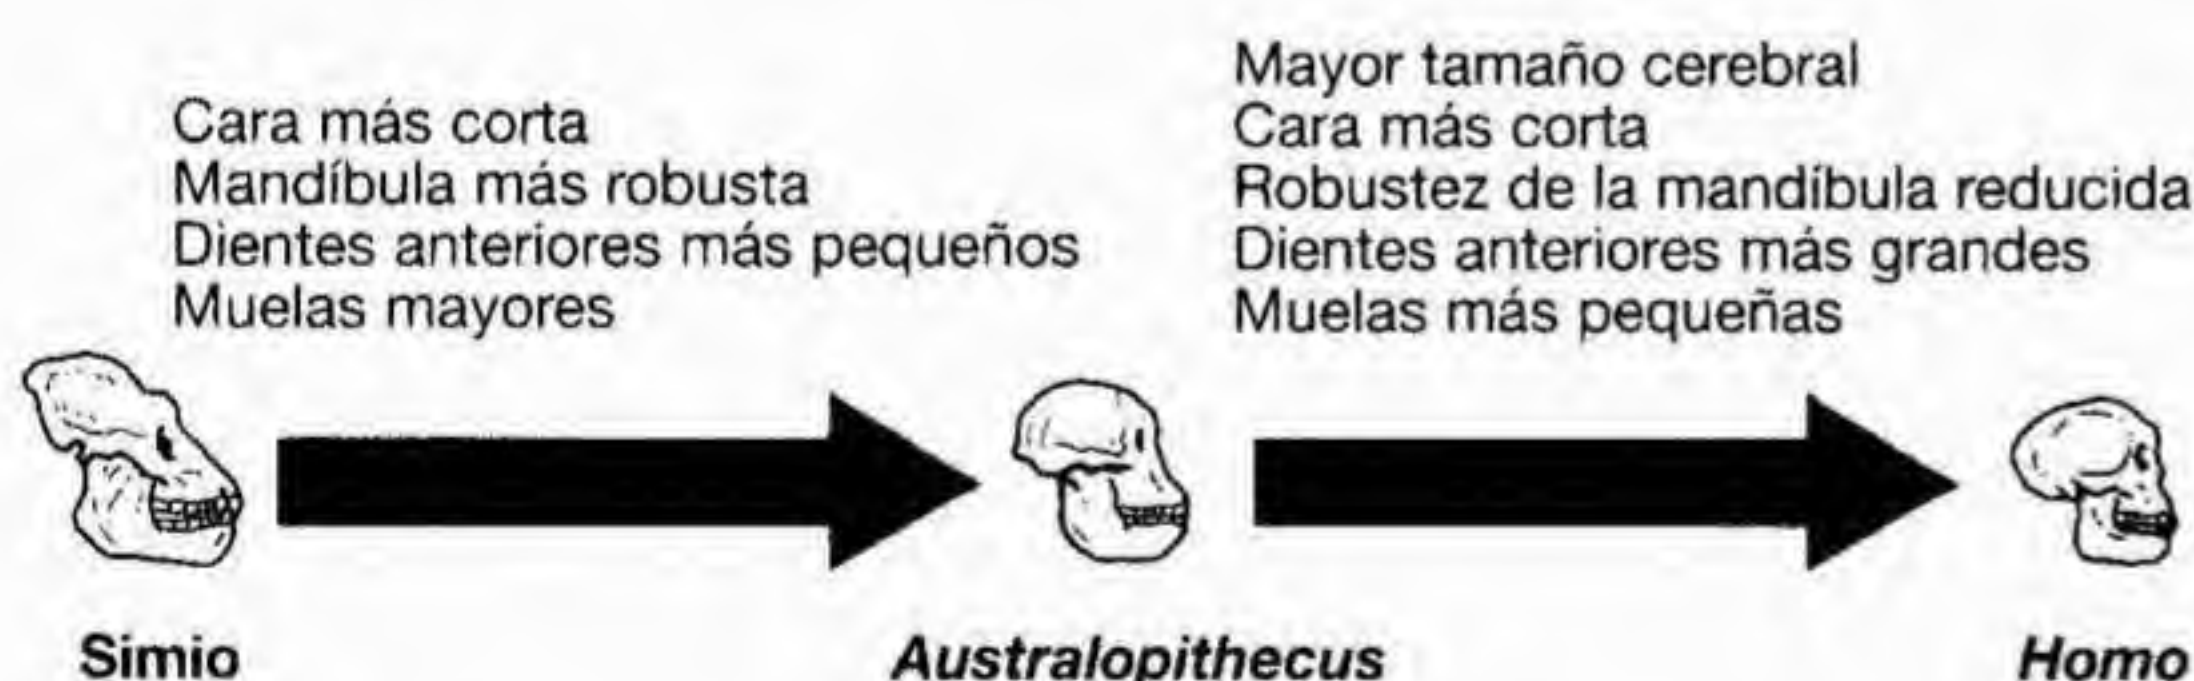 Cara más corta
Mandíbula más robusta
Dientes anteriores más pequeños
Muelas mayores
Mayor tamaño cerebral
Cara más corta
Robustez de la mandíbula reducida
Dientes anteriores más grandes
Muelas más pequeñas
Simio
Australopithecus
Homo